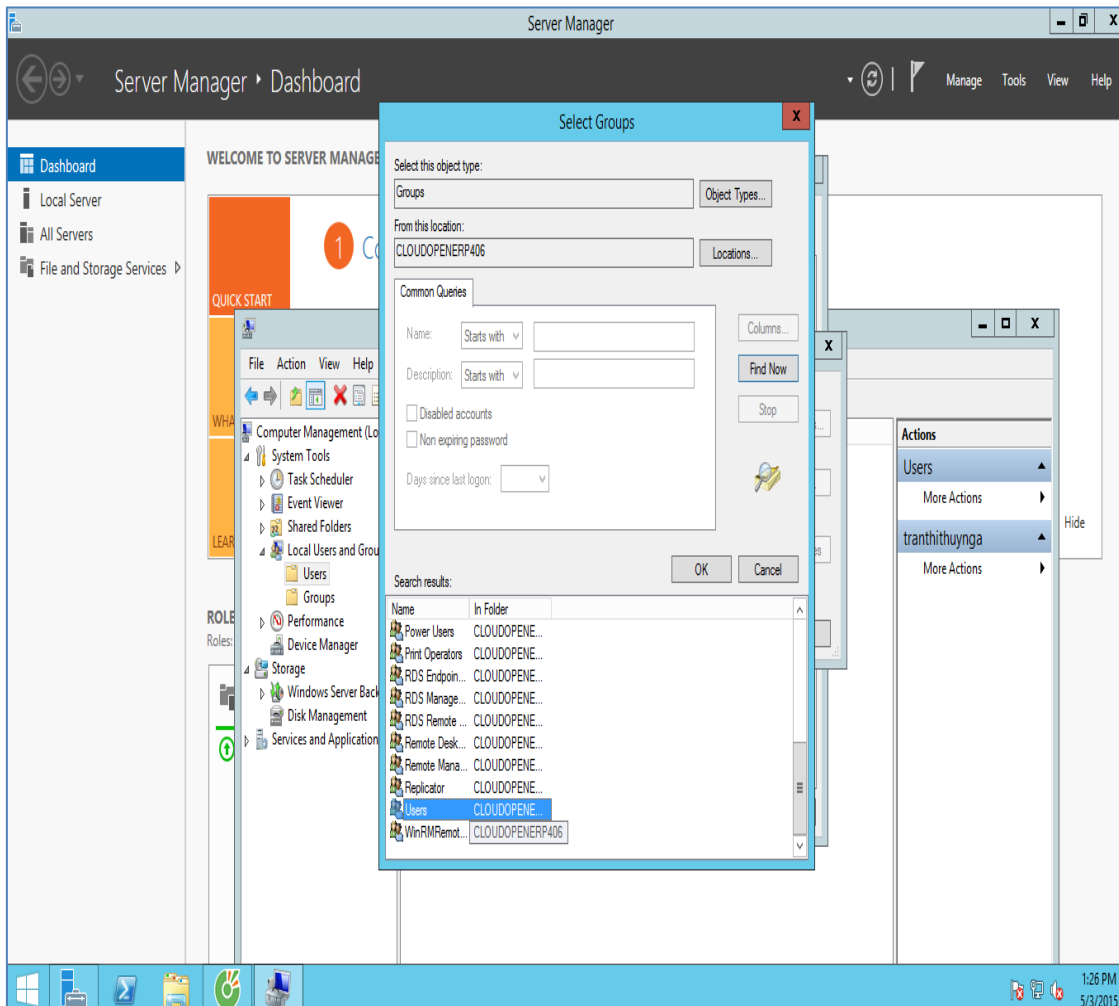 Server Manager
Server Manager • Dashboard
Manage Tools View Help
Dashboard
Local Server
All Servers
File and Storage Services
WELCOME TO SERVER MANAGE
1 Co
QUICK START
WHA
LEAR
Hide
ROLE
Roles:
File Action View Help
Computer Management (Lo
System Tools
Task Scheduler
Event Viewer
Shared Folders
Local Users and Grou
Users
Groups
Performance
Device Manager
Storage
Windows Server Back
Disk Management
Services and Application
Select Groups
Select this object type:
Groups
Object Types...
From this location:
CLOUDOPENERP406
Locations...
Common Queries
Name: Starts with
Description: Starts with
Disabled accounts
Non expiring password
Days since last logon:
Columns...
Find Now
Stop
OK Cancel
Search results:
Name In Folder
Power Users CLOUDOPENE...
Print Operators CLOUDOPENE...
RDS Endpoin... CLOUDOPENE...
RDS Manage... CLOUDOPENE...
RDS Remote ... CLOUDOPENE...
Remote Desk... CLOUDOPENE...
Remote Mana... CLOUDOPENE...
Replicator CLOUDOPENE...
Users CLOUDOPENE...
WinRMRemot... CLOUDOPENERP406
Actions
Users
More Actions
tranthithuynga
More Actions
1:26 PM
5/3/2015